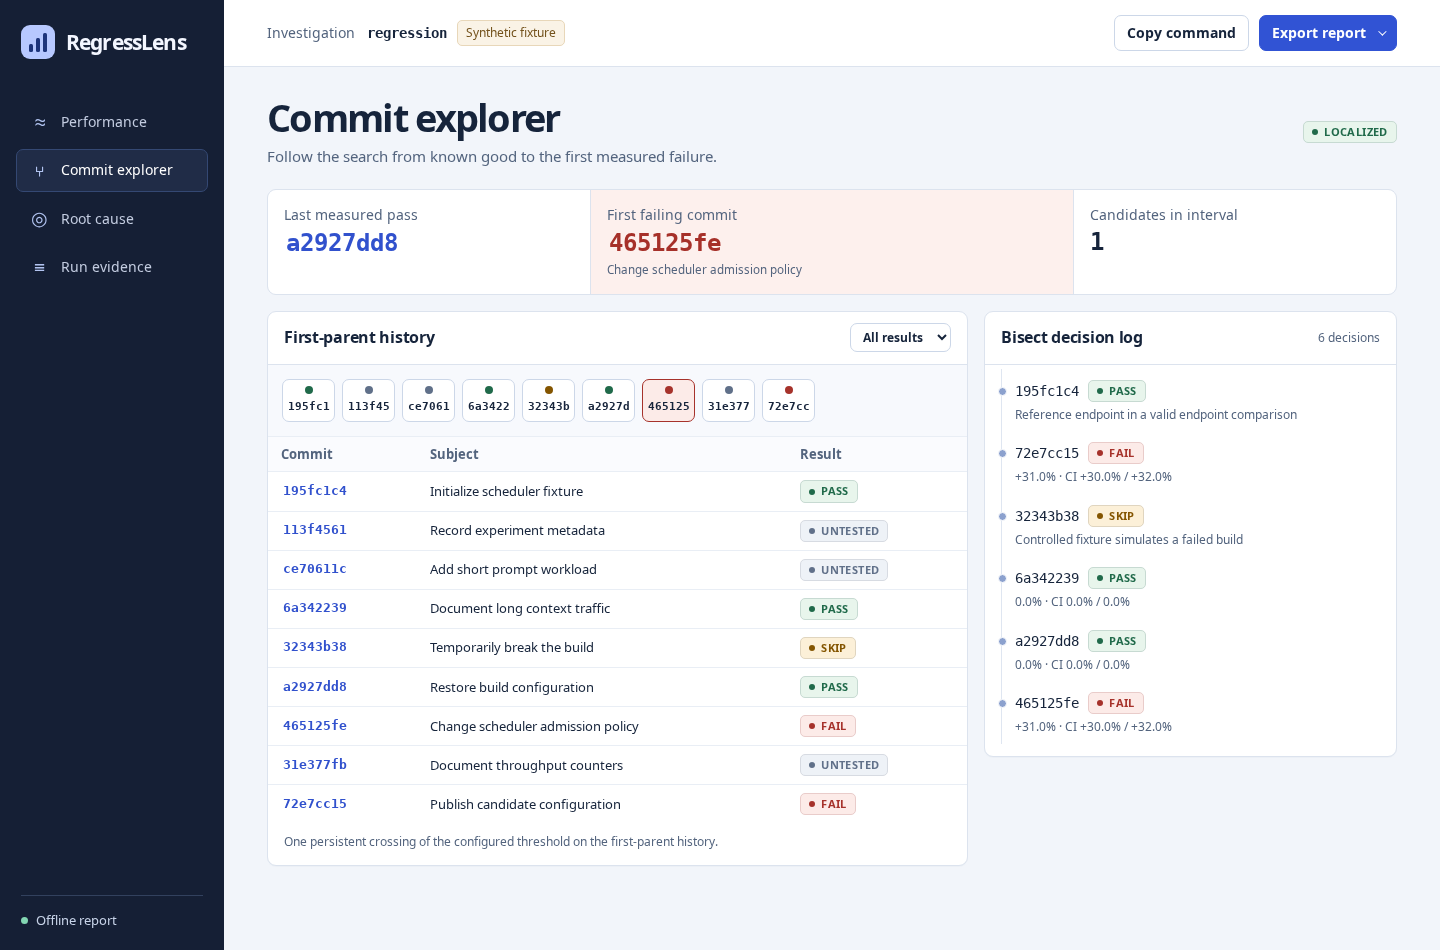 RegressLens
Performance
Commit explorer
Root cause
Run evidence
Offline report
Investigation regression Synthetic fixture
Copy command
Export report
Commit explorer
Follow the search from known good to the first measured failure.
LOCALIZED
Last measured pass
a2927dd8
First failing commit
465125fe
Change scheduler admission policy
Candidates in interval
1
First-parent history
All results
195fc1 113f45 ce7061 6a3422 32343b a2927d 465125 31e377 72e7cc
Commit Subject Result
195fc1c4 Initialize scheduler fixture PASS
113f4561 Record experiment metadata UNTESTED
ce70611c Add short prompt workload UNTESTED
6a342239 Document long context traffic PASS
32343b38 Temporarily break the build SKIP
a2927dd8 Restore build configuration PASS
465125fe Change scheduler admission policy FAIL
31e377fb Document throughput counters UNTESTED
72e7cc15 Publish candidate configuration FAIL
One persistent crossing of the configured threshold on the first-parent history.
Bisect decision log
6 decisions
195fc1c4 PASS
Reference endpoint in a valid endpoint comparison
72e7cc15 FAIL
+31.0% · CI +30.0% / +32.0%
32343b38 SKIP
Controlled fixture simulates a failed build
6a342239 PASS
0.0% · CI 0.0% / 0.0%
a2927dd8 PASS
0.0% · CI 0.0% / 0.0%
465125fe FAIL
+31.0% · CI +30.0% / +32.0%